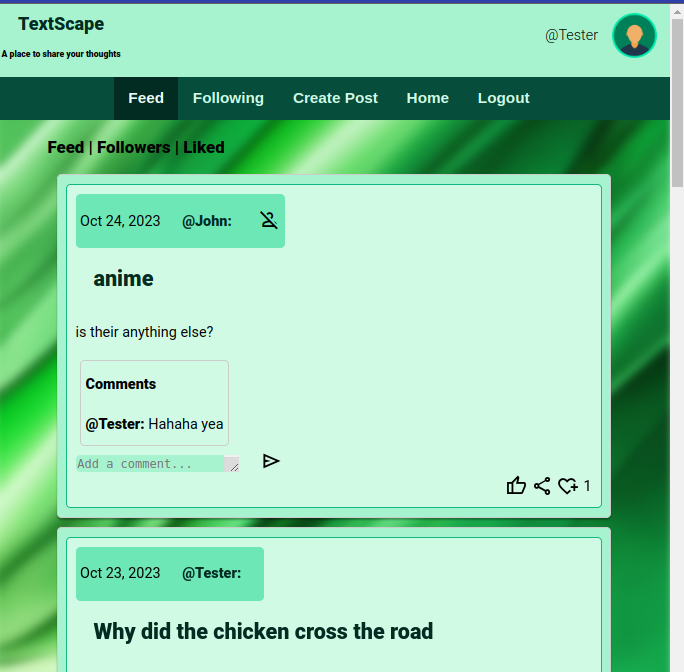 TextScape
A place to share your thoughts
@Tester
Feed Following Create Post Home Logout
Feed | Followers | Liked
Oct 24, 2023 @John:
anime
is their anything else?
Comments
@Tester: Hahaha yea
Add a comment...
1
Oct 23, 2023 @Tester:
Why did the chicken cross the road